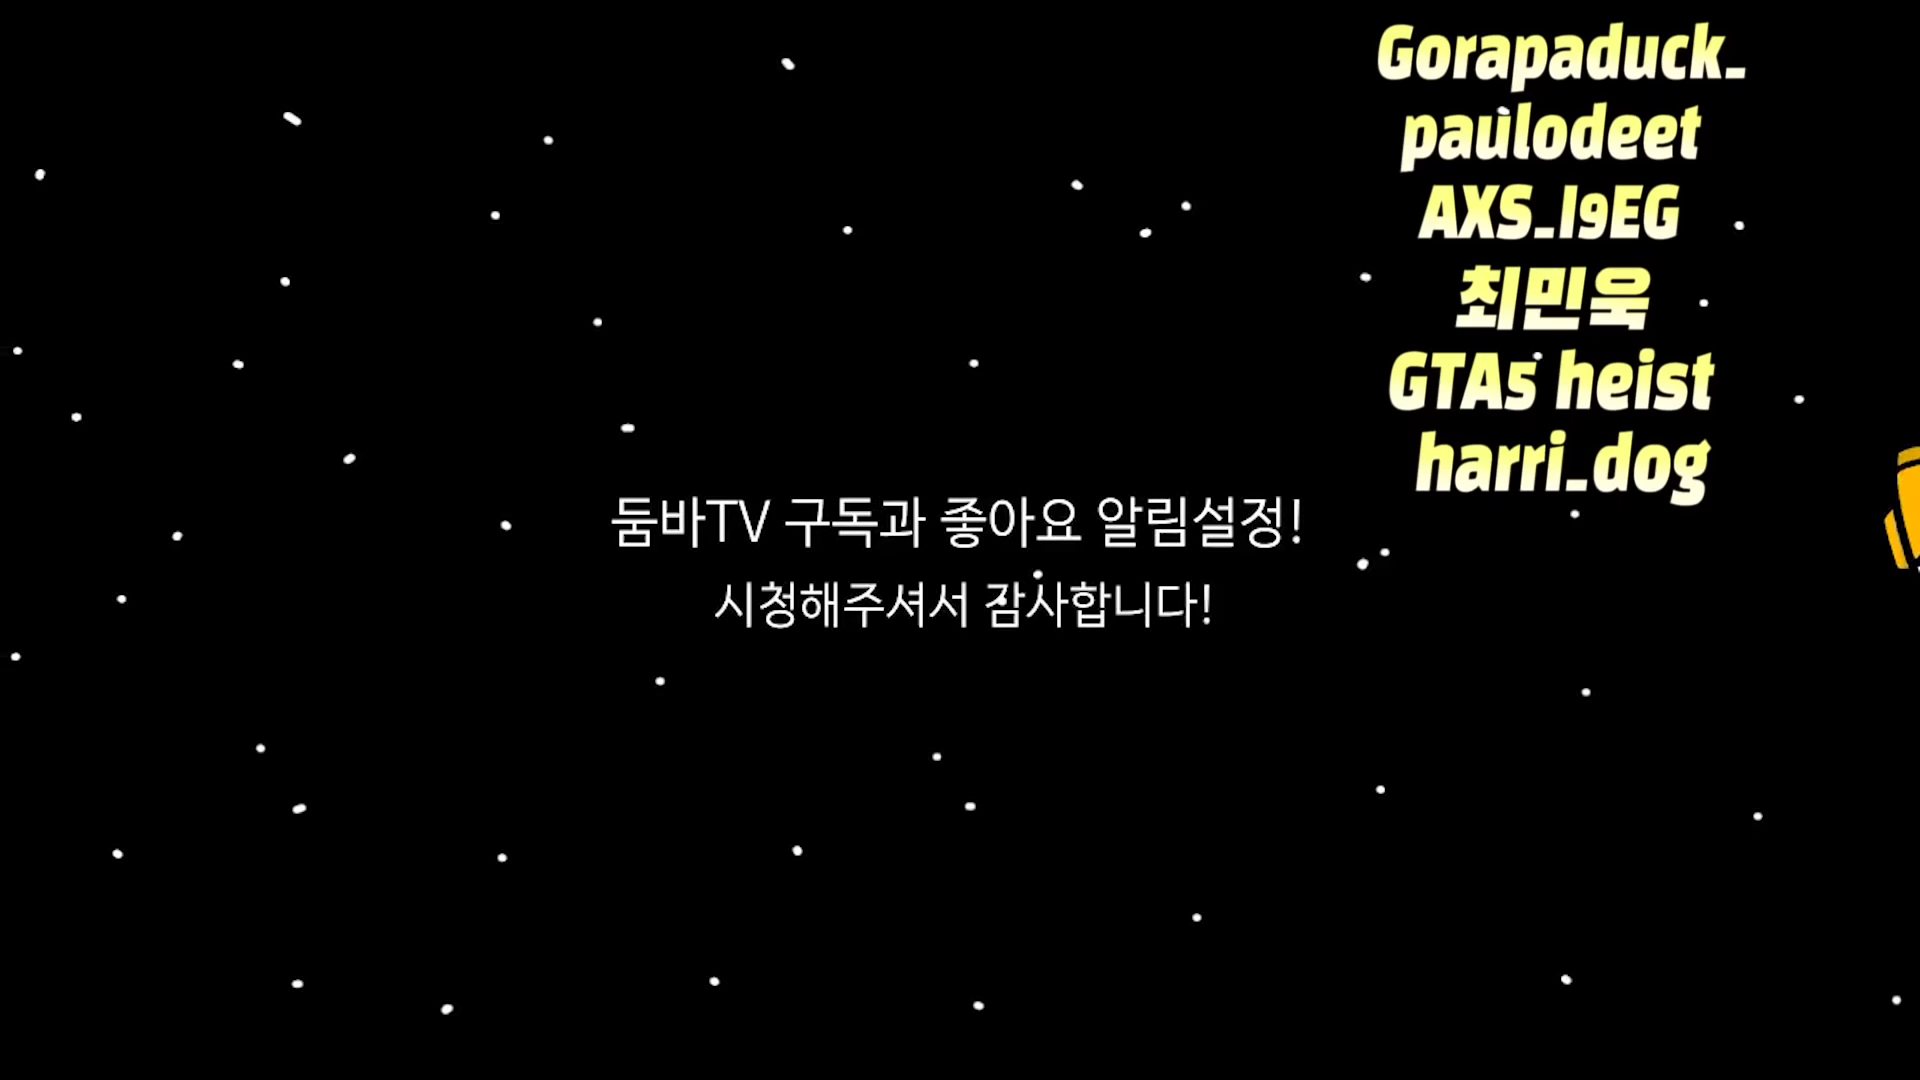 Gorapaduck_
paulodeet
AXS_I9EG
최민욱
GTA5 heist
harri_dog
둠바TV 구독과 좋아요 알림설정!
시청해주셔서 감사합니다!